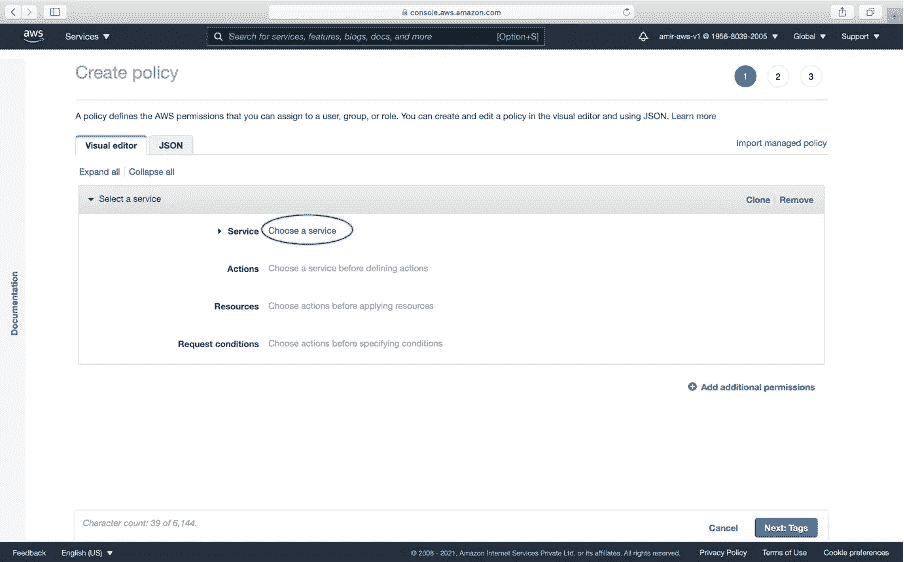 console.aws.amazon.com
aws Services Search for services, features, blogs, docs, and more [Option+S] amir-aws-v1 @ 1956-8039-2005 Global Support
Create policy 1 2 3
A policy defines the AWS permissions that you can assign to a user, group, or role. You can create and edit a policy in the visual editor and using JSON. Learn more
Visual editor JSON Import managed policy
Expand all Collapse all
Select a service Clone Remove
Service Choose a service
Actions Choose a service before defining actions
Resources Choose actions before applying resources
Request conditions Choose actions before specifying conditions
Documentation
Add additional permissions
Character count: 39 of 6,144.
Cancel Next: Tags
Feedback English (US) © 2008 - 2021, Amazon Internet Services Private Ltd. or its affiliates. All rights reserved. Privacy Policy Terms of Use Cookie preferences